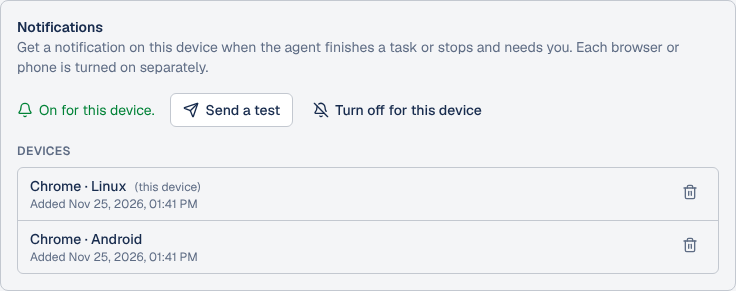 Notifications
Get a notification on this device when the agent finishes a task or stops and needs you. Each browser or
phone is turned on separately.
On for this device.
Send a test
Turn off for this device
DEVICES
Chrome · Linux (this device)
Added Nov 25, 2026, 01:41 PM
Chrome · Android
Added Nov 25, 2026, 01:41 PM